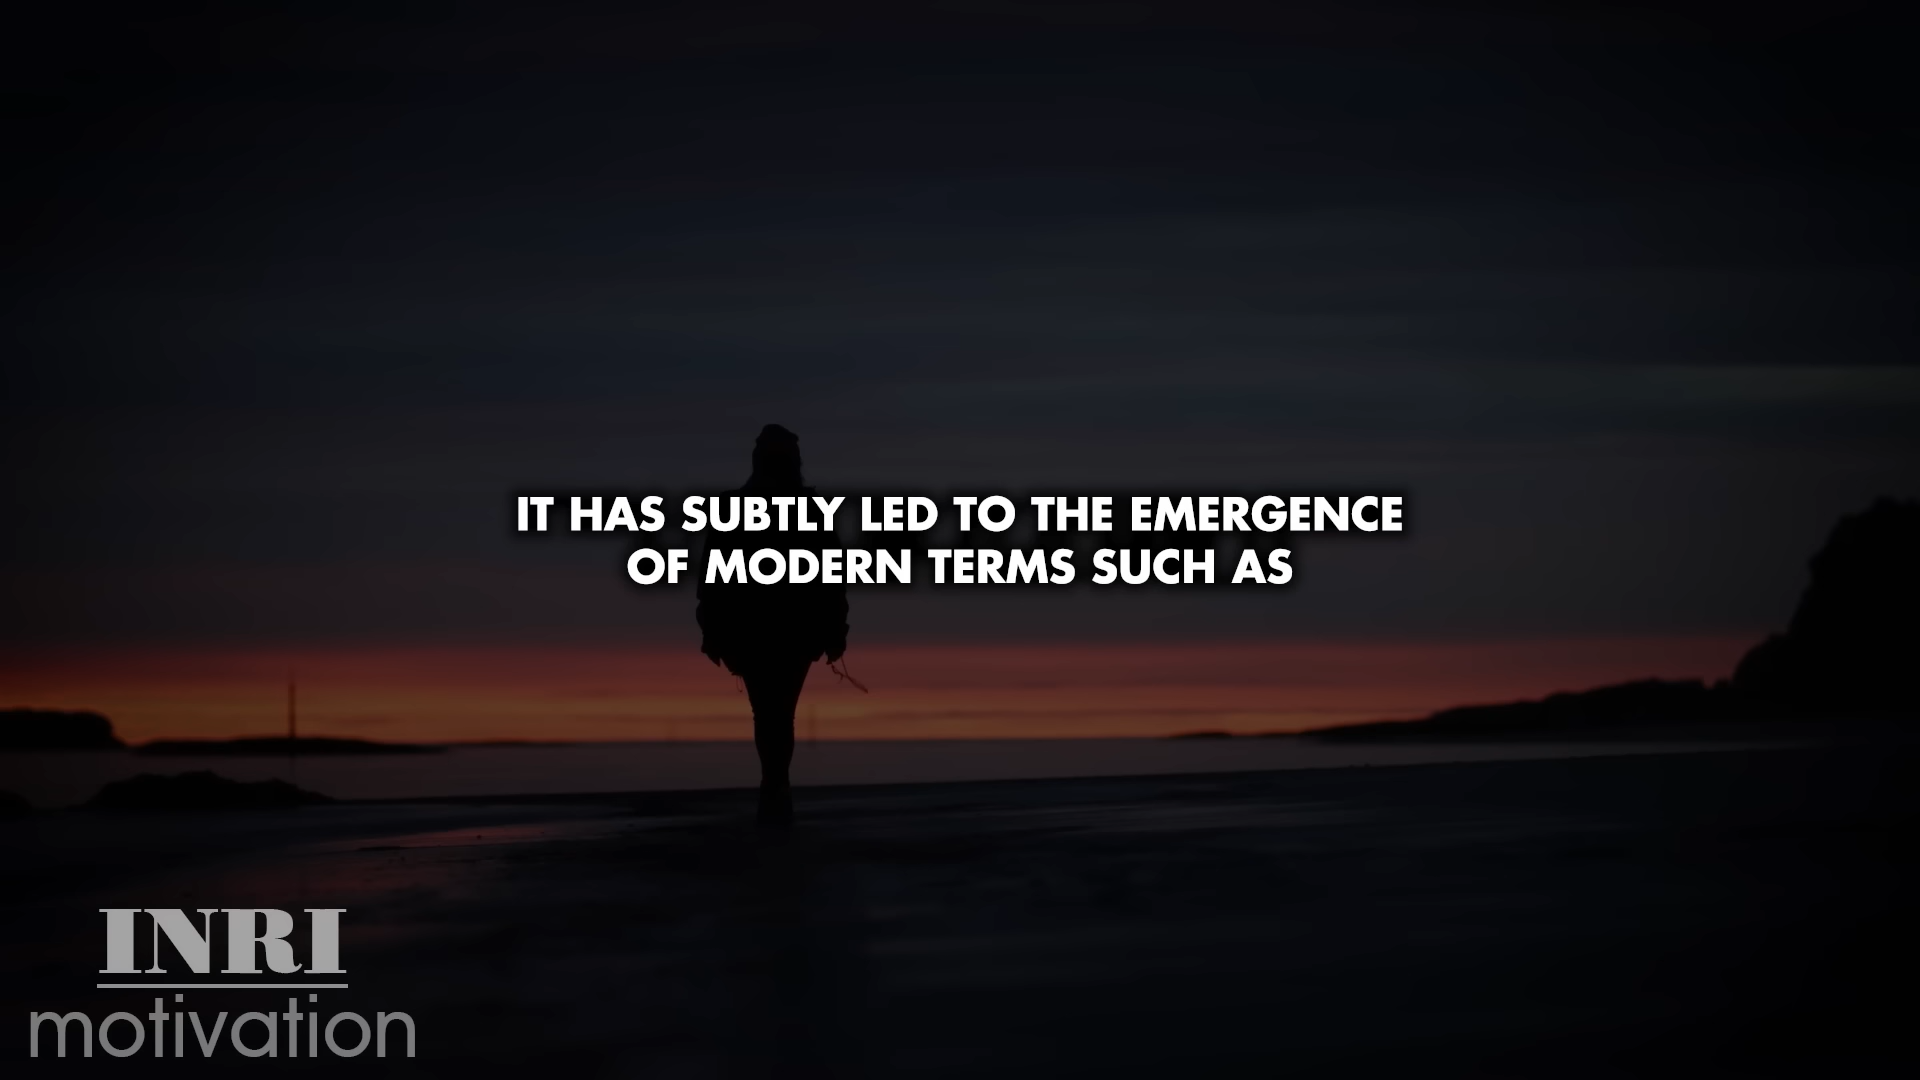 IT HAS SUBTLY LED TO THE EMERGENCE
OF MODERN TERMS SUCH AS
INRI
motivation